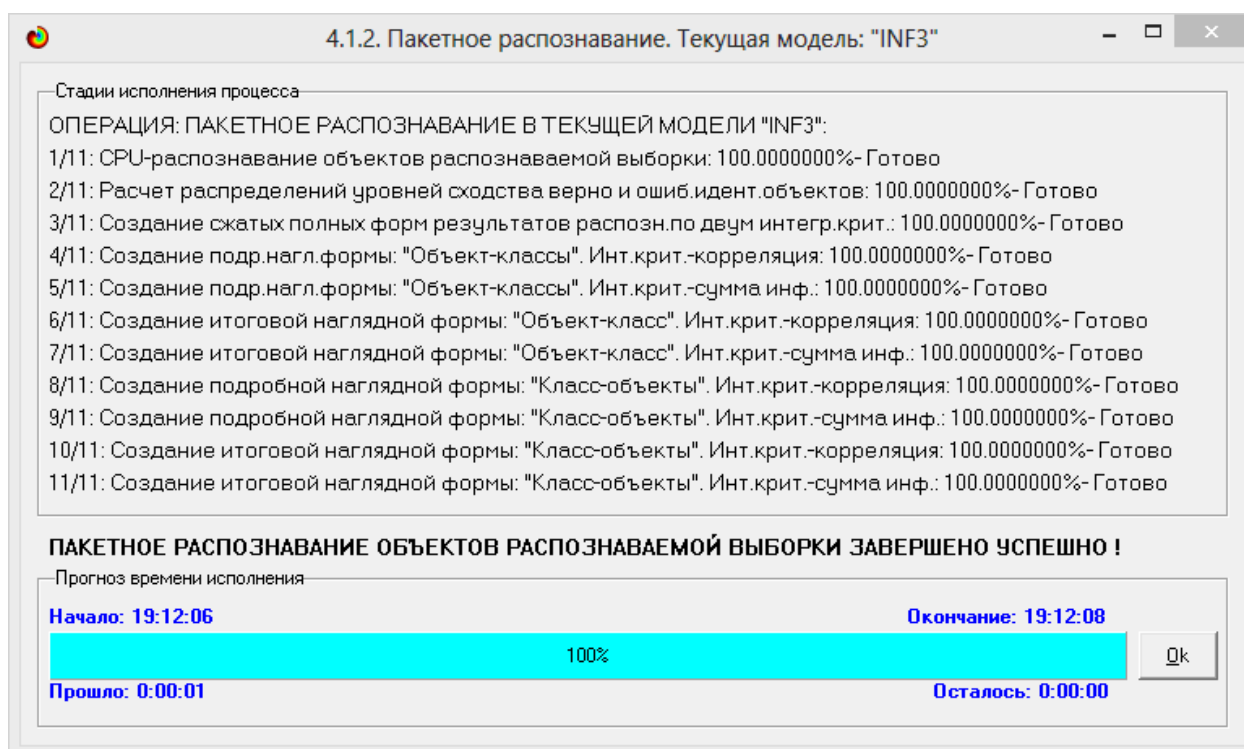 4.1.2. Пакетное распознавание. Текущая модель: "INF3"
Стадии исполнения процесса
ОПЕРАЦИЯ: ПАКЕТНОЕ РАСПОЗНАВАНИЕ В ТЕКУЩЕЙ МОДЕЛИ "INF3":
1/11: CPU-распознавание объектов распознаваемой выборки: 100.0000000%- Готово
2/11: Расчет распределений уровней сходства верно и ошиб.идент.объектов: 100.0000000%- Готово
3/11: Создание сжатых полных форм результатов распозн.по двум интегр.крит.: 100.0000000%- Готово
4/11: Создание подр.нагл.формы: "Объект-классы". Инт.крит.-корреляция: 100.0000000%- Готово
5/11: Создание подр.нагл.формы: "Объект-классы". Инт.крит.-сумма инф.: 100.0000000%- Готово
6/11: Создание итоговой наглядной формы: "Объект-класс". Инт.крит.-корреляция: 100.0000000%- Готово
7/11: Создание итоговой наглядной формы: "Объект-класс". Инт.крит.-сумма инф.: 100.0000000%- Готово
8/11: Создание подробной наглядной формы: "Класс-объекты". Инт.крит.-корреляция: 100.0000000%- Готово
9/11: Создание подробной наглядной формы: "Класс-объекты". Инт.крит.-сумма инф.: 100.0000000%- Готово
10/11: Создание итоговой наглядной формы: "Класс-объекты". Инт.крит.-корреляция: 100.0000000%- Готово
11/11: Создание итоговой наглядной формы: "Класс-объекты". Инт.крит.-сумма инф.: 100.0000000%- Готово
ПАКЕТНОЕ РАСПОЗНАВАНИЕ ОБЪЕКТОВ РАСПОЗНАВАЕМОЙ ВЫБОРКИ ЗАВЕРШЕНО УСПЕШНО !
Прогноз времени исполнения
Начало: 19:12:06 Окончание: 19:12:08
100% Ok
Прошло: 0:00:01 Осталось: 0:00:00